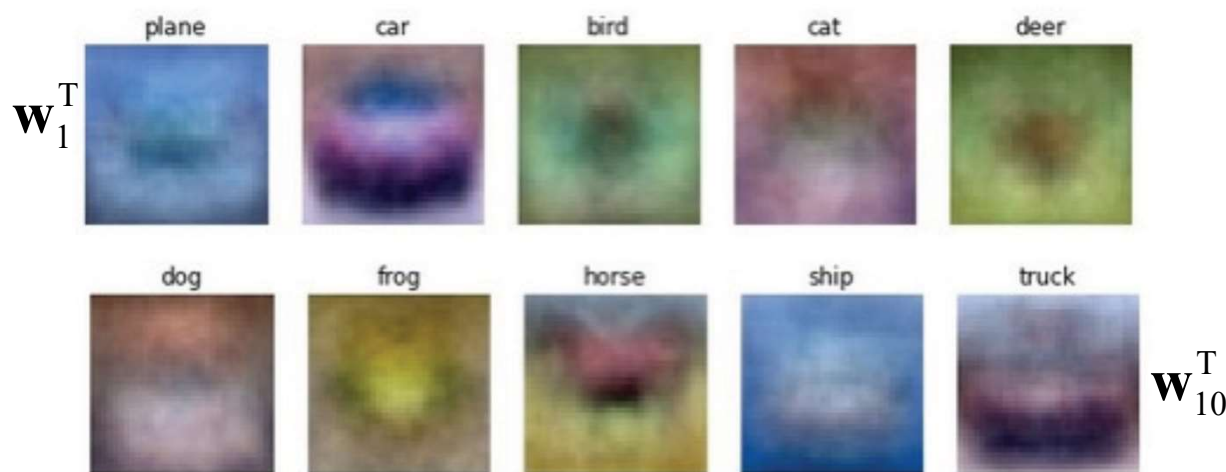 plane car bird cat deer
w₁ᵀ
dog frog horse ship truck
w₁₀ᵀ